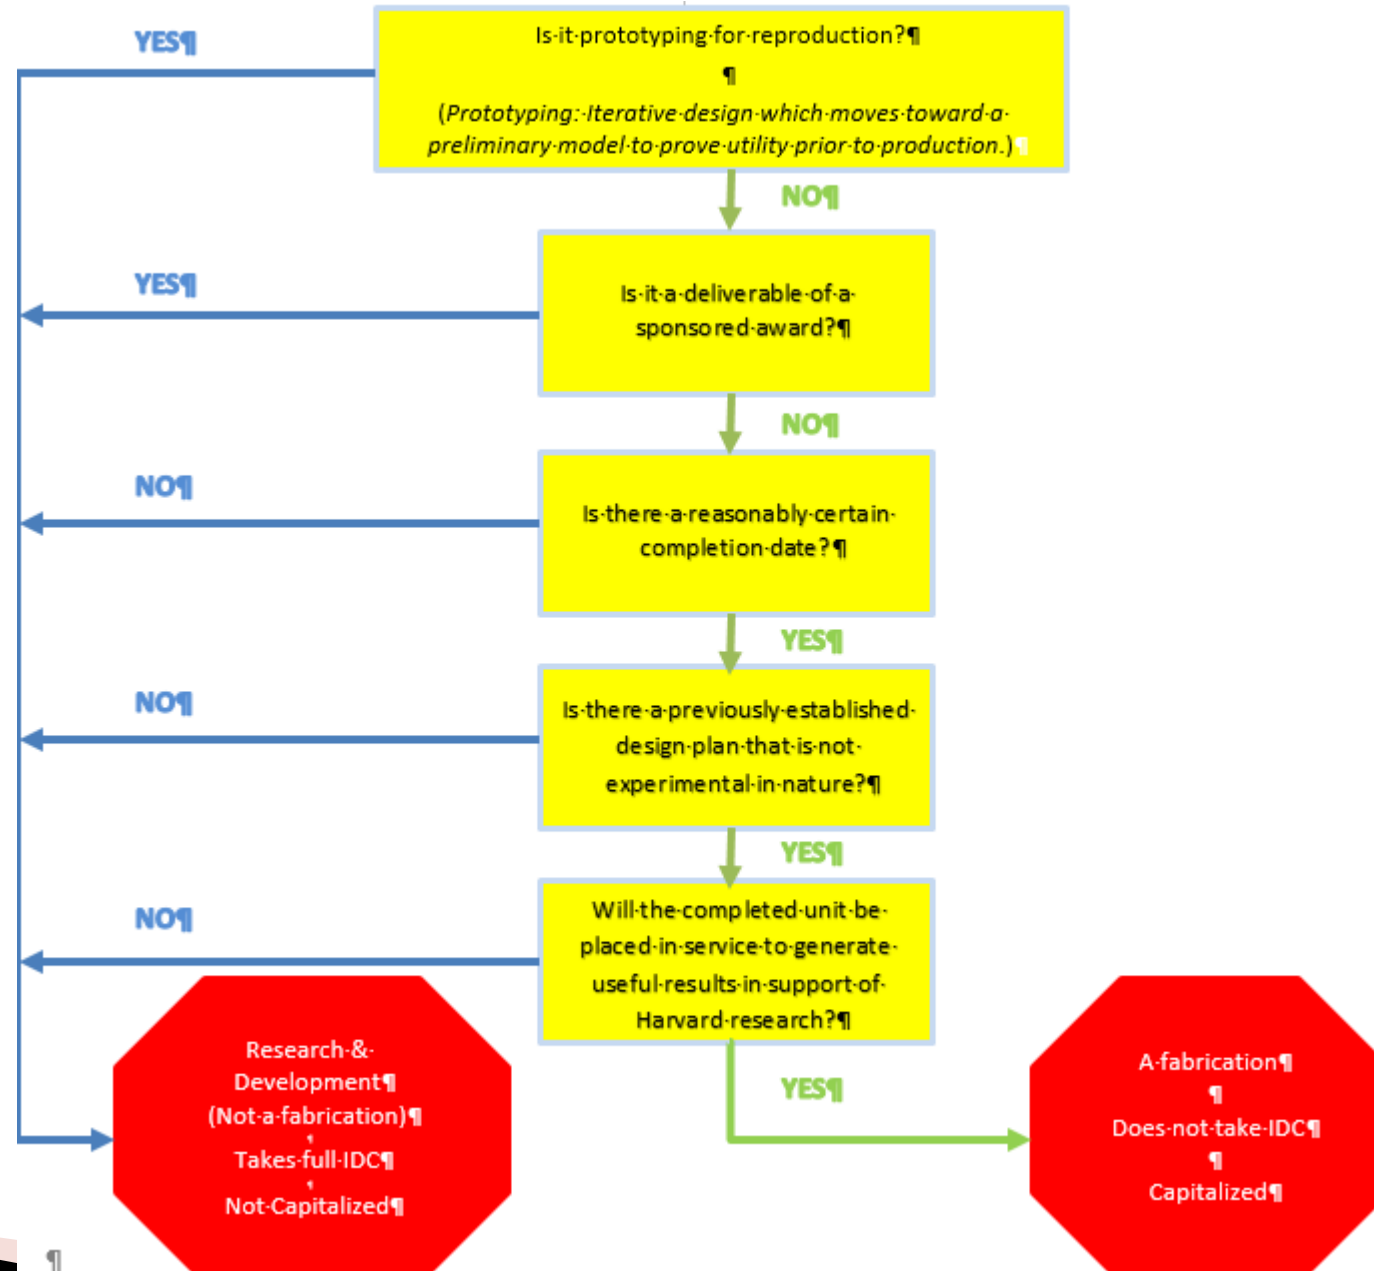 YES¶
Is·it·prototyping·for·reproduction?¶
¶
(Prototyping:·Iterative·design·which·moves·toward·a·
preliminary·model·to·prove·utility·prior·to·production.)¶
NO¶
YES¶
Is·it·a·deliverable·of·a·
sponsored·award?¶
NO¶
NO¶
Is·there·a·reasonably·certain·
completion·date?¶
YES¶
NO¶
Is·there·a·previously·established·
design·plan·that·is·not·
experimental·in·nature?¶
YES¶
NO¶
Will·the·completed·unit·be·
placed·in·service·to·generate·
useful·results·in·support·of·
Harvard·research?¶
YES¶
Research·&·
Development¶
(Not·a·fabrication)¶
¶
Takes·full·IDC¶
¶
Not·Capitalized¶
A·fabrication¶
¶
Does·not·take·IDC¶
¶
Capitalized¶
¶